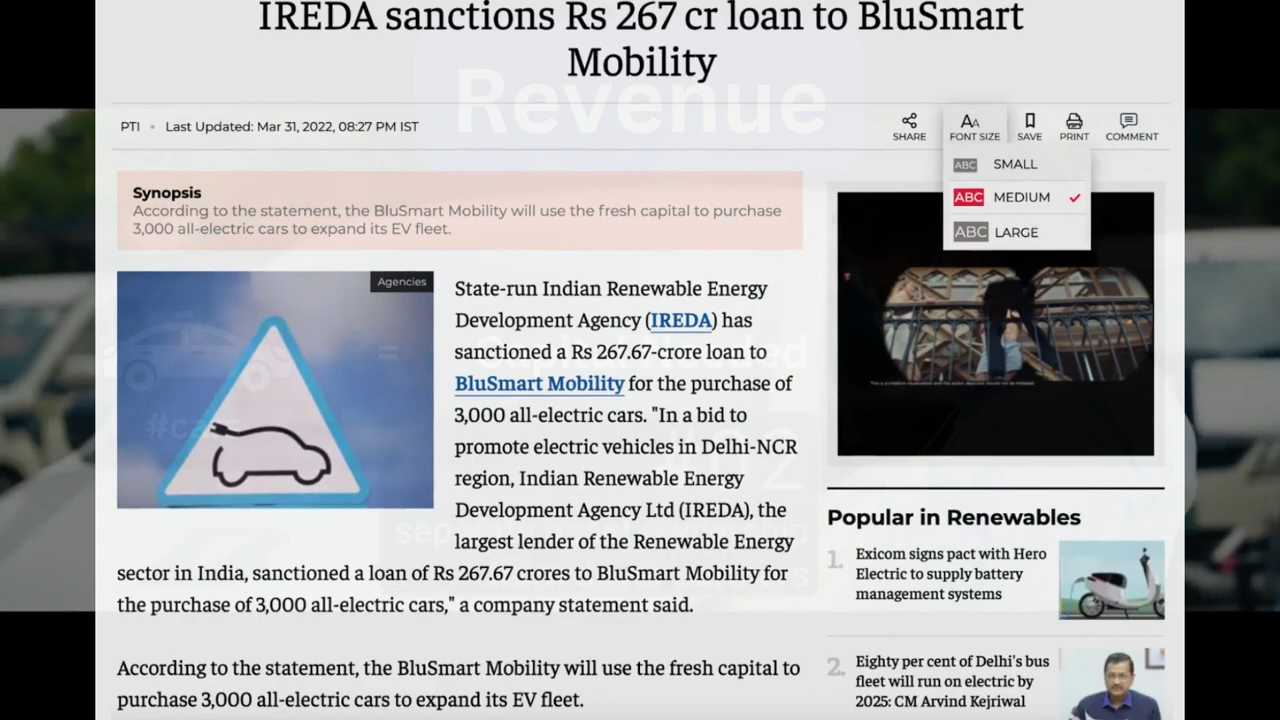 IREDA sanctions Rs 267 cr loan to BluSmart
Mobility
Revenue
PTI • Last Updated: Mar 31, 2022, 08:27 PM IST
SHARE
FONT SIZE
SAVE
PRINT
COMMENT
ABC SMALL
ABC MEDIUM
ABC LARGE
Synopsis
According to the statement, the BluSmart Mobility will use the fresh capital to purchase
3,000 all-electric cars to expand its EV fleet.
Agencies
State-run Indian Renewable Energy
Development Agency (IREDA) has
sanctioned a Rs 267.67-crore loan to
BluSmart Mobility for the purchase of
3,000 all-electric cars. "In a bid to
promote electric vehicles in Delhi-NCR
region, Indian Renewable Energy
Development Agency Ltd (IREDA), the
largest lender of the Renewable Energy
sector in India, sanctioned a loan of Rs 267.67 crores to BluSmart Mobility for
the purchase of 3,000 all-electric cars," a company statement said.
According to the statement, the BluSmart Mobility will use the fresh capital to
purchase 3,000 all-electric cars to expand its EV fleet.
Popular in Renewables
1. Exicom signs pact with Hero
Electric to supply battery
management systems
2. Eighty per cent of Delhi's bus
fleet will run on electric by
2025: CM Arvind Kejriwal